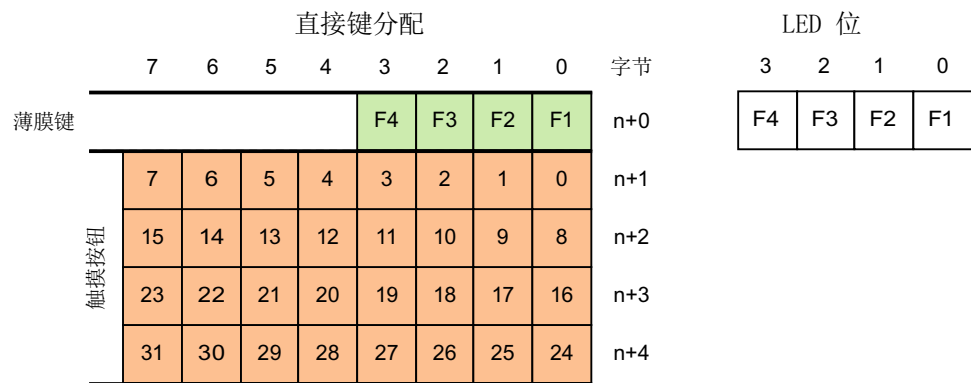 直接键分配 LED 位
7 6 5 4 3 2 1 0 字节 3 2 1 0
薄膜键 F4 F3 F2 F1 n+0 F4 F3 F2 F1
触摸按钮
7 6 5 4 3 2 1 0 n+1
15 14 13 12 11 10 9 8 n+2
23 22 21 20 19 18 17 16 n+3
31 30 29 28 27 26 25 24 n+4